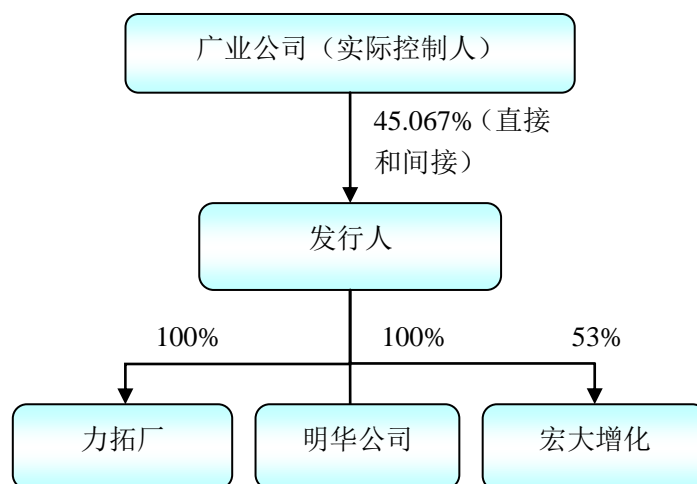 广业公司（实际控制人）
45.067%（直接
和间接）
发行人
100%
100%
53%
力拓厂
明华公司
宏大增化